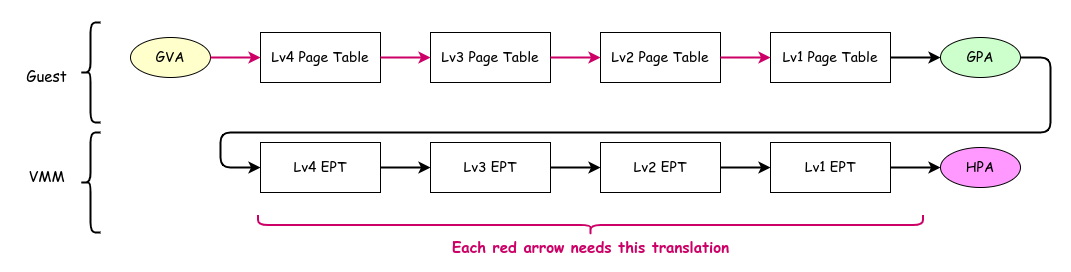 Guest
GVA
Lv4 Page Table
Lv3 Page Table
Lv2 Page Table
Lv1 Page Table
GPA
VMM
Lv4 EPT
Lv3 EPT
Lv2 EPT
Lv1 EPT
HPA
Each red arrow needs this translation